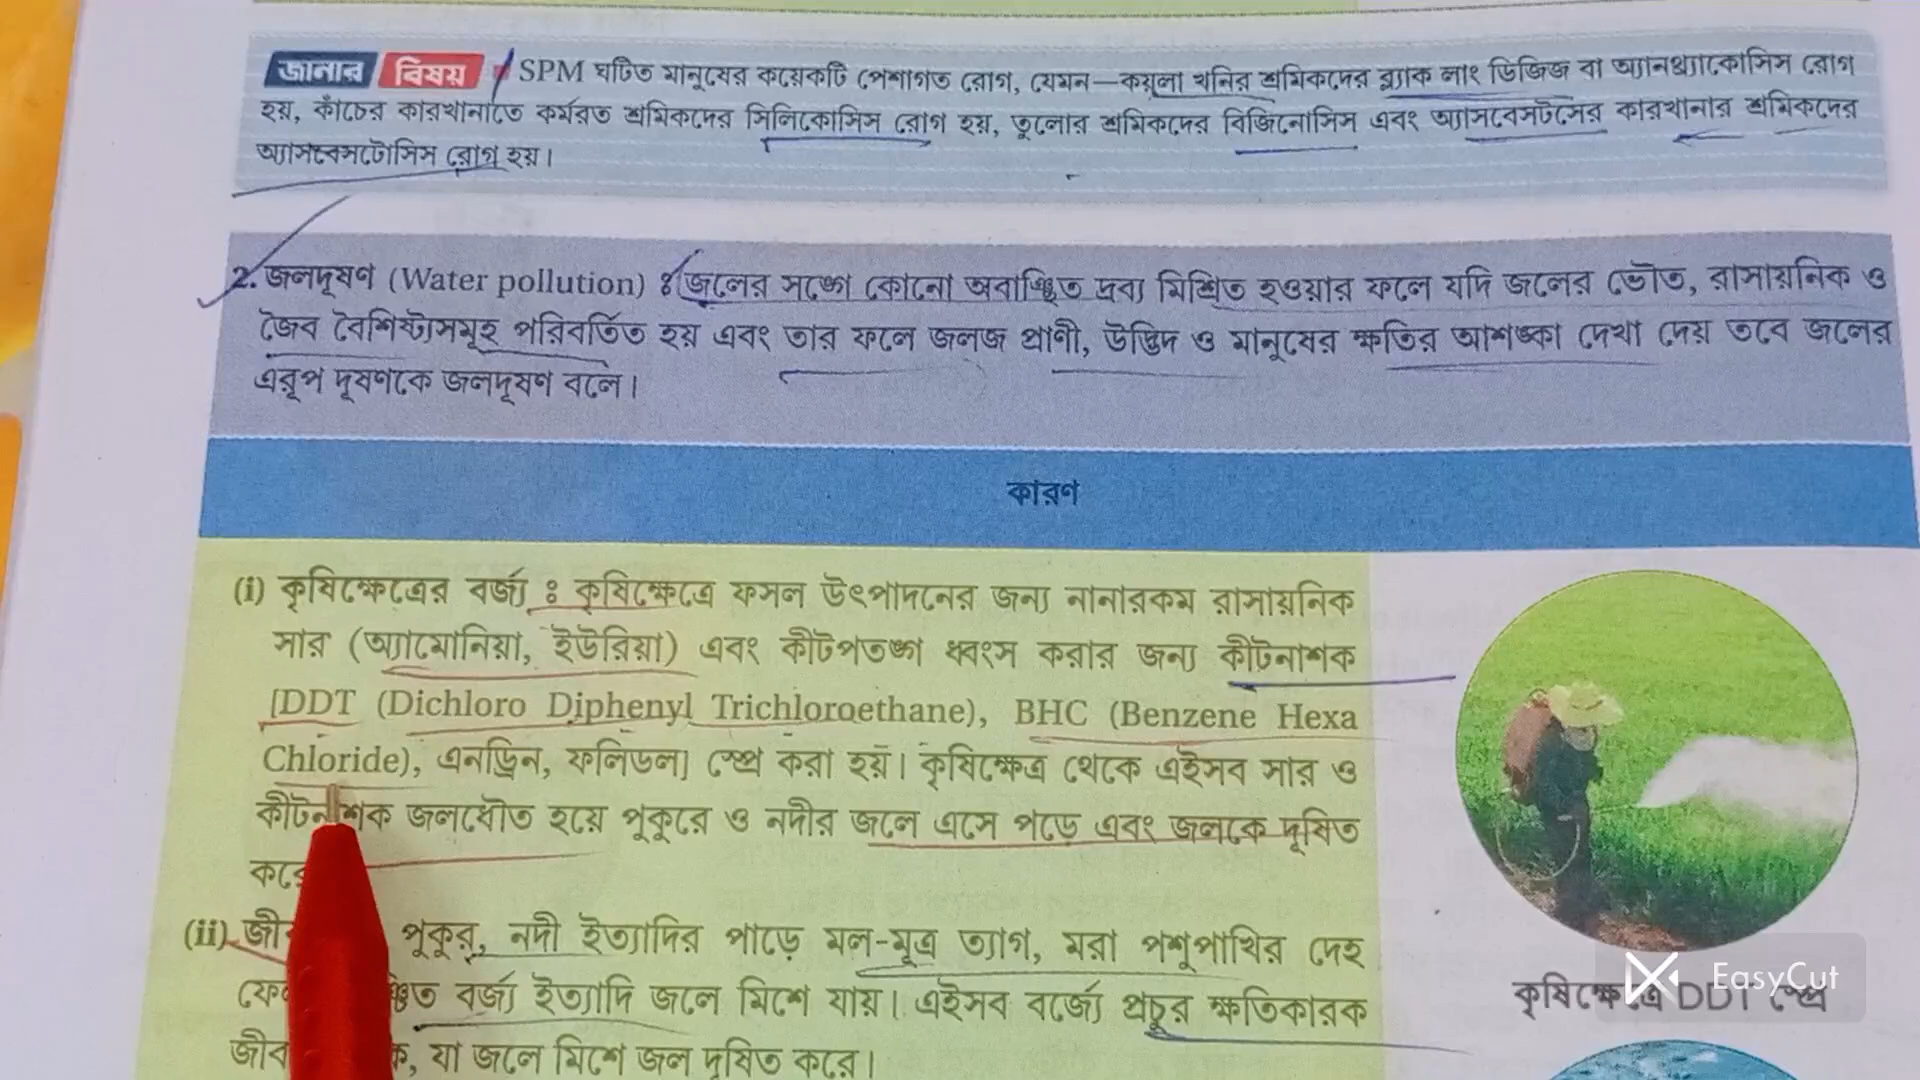 জানার বিষয় SPM ঘটিত মানুষের কয়েকটি পেশাগত রোগ, যেমন—কয়লা খনির শ্রমিকদের ব্ল্যাক লাং ডিজিজ বা অ্যানথ্র্যাকোসিস রোগ
হয়, কাঁচের কারখানাতে কর্মরত শ্রমিকদের সিলিকোসিস রোগ হয়, তুলোর শ্রমিকদের বিজিনোসিস এবং অ্যাসবেসটসের কারখানার শ্রমিকদের
অ্যাসবেসটোসিস রোগ হয়।
2. জলদূষণ (Water pollution) ঃ জলের সঙ্গে কোনো অবাঞ্ছিত দ্রব্য মিশ্রিত হওয়ার ফলে যদি জলের ভৌত, রাসায়নিক ও
জৈব বৈশিষ্ট্যসমূহ পরিবর্তিত হয় এবং তার ফলে জলজ প্রাণী, উদ্ভিদ ও মানুষের ক্ষতির আশঙ্কা দেখা দেয় তবে জলের
এরূপ দূষণকে জলদূষণ বলে।
কারণ
(i) কৃষিক্ষেত্রের বর্জ্য ঃ কৃষিক্ষেত্রে ফসল উৎপাদনের জন্য নানারকম রাসায়নিক
সার (অ্যামোনিয়া, ইউরিয়া) এবং কীটপতঙ্গ ধ্বংস করার জন্য কীটনাশক
[DDT (Dichloro Diphenyl Trichloroethane), BHC (Benzene Hexa
Chloride), এনড্রিন, ফলিডল] স্প্রে করা হয়। কৃষিক্ষেত্র থেকে এইসব সার ও
কীটনাশক জলধৌত হয়ে পুকুরে ও নদীর জলে এসে পড়ে এবং জলকে দূষিত
করে
(ii) পুকুর, নদী ইত্যাদির পাড়ে মল-মূত্র ত্যাগ, মরা পশুপাখির দেহ
বর্জ্য ইত্যাদি জলে মিশে যায়। এইসব বর্জ্যে প্রচুর ক্ষতিকারক
যা জলে মিশে জল দূষিত করে।
কৃষিক্ষেত্রে DDT স্প্রে
EasyCut